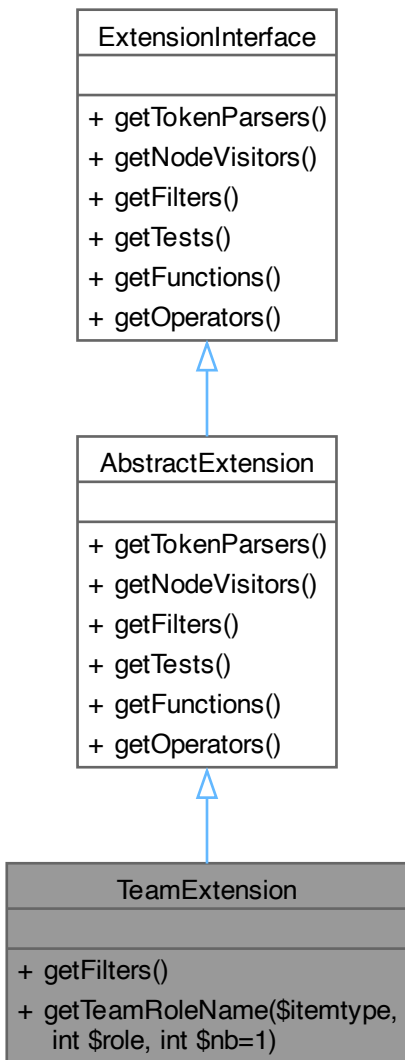 ExtensionInterface
+ getTokenParsers()
+ getNodeVisitors()
+ getFilters()
+ getTests()
+ getFunctions()
+ getOperators()
AbstractExtension
+ getTokenParsers()
+ getNodeVisitors()
+ getFilters()
+ getTests()
+ getFunctions()
+ getOperators()
TeamExtension
+ getFilters()
+ getTeamRoleName($itemtype,
int $role, int $nb=1)